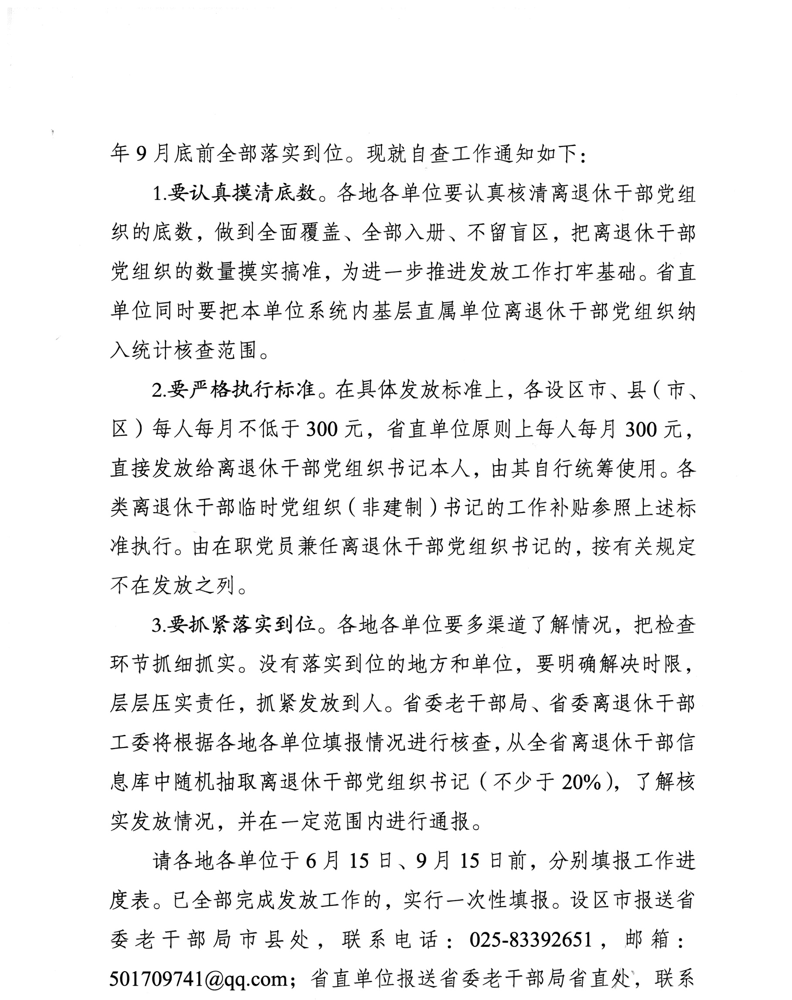 年 9 月底前全部落实到位。现就自查工作通知如下：
1.要认真摸清底数。各地各单位要认真核清离退休干部党组
织的底数，做到全面覆盖、全部入册、不留盲区，把离退休干部
党组织的数量摸实搞准，为进一步推进发放工作打牢基础。省直
单位同时要把本单位系统内基层直属单位离退休干部党组织纳
入统计核查范围。
2.要严格执行标准。在具体发放标准上，各设区市、县（市、
区）每人每月不低于 300 元，省直单位原则上每人每月 300 元，
直接发放给离退休干部党组织书记本人，由其自行统筹使用。各
类离退休干部临时党组织（非建制）书记的工作补贴参照上述标
准执行。由在职党员兼任离退休干部党组织书记的，按有关规定
不在发放之列。
3.要抓紧落实到位。各地各单位要多渠道了解情况，把检查
环节抓细抓实。没有落实到位的地方和单位，要明确解决时限，
层层压实责任，抓紧发放到人。省委老干部局、省委离退休干部
工委将根据各地各单位填报情况进行核查，从全省离退休干部信
息库中随机抽取离退休干部党组织书记（不少于 20%），了解核
实发放情况，并在一定范围内进行通报。
请各地各单位于 6 月 15 日、9 月 15 日前，分别填报工作进
度表。已全部完成发放工作的，实行一次性填报。设区市报送省
委老干部局市县处，联系电话：025-83392651，邮箱：
501709741@qq.com；省直单位报送省委老干部局省直处，联系